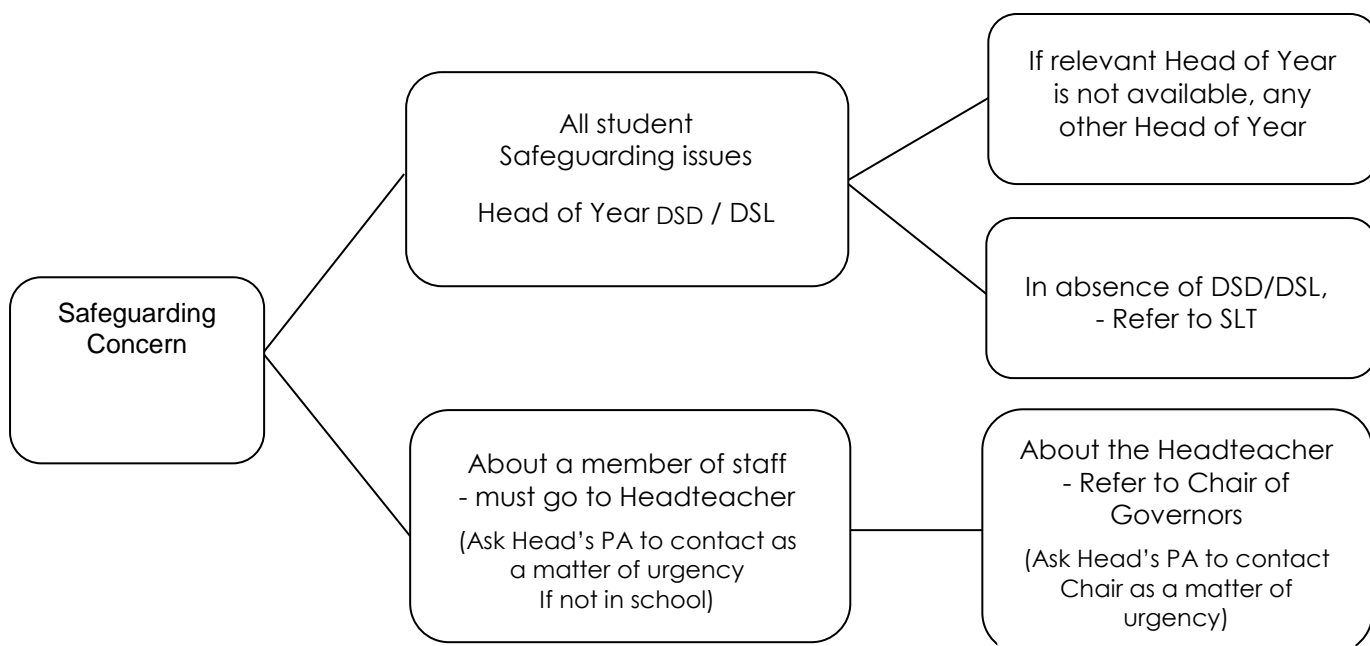 Safeguarding
Concern
All student
Safeguarding issues
Head of Year DSD / DSL
If relevant Head of Year
is not available, any
other Head of Year
In absence of DSD/DSL,
- Refer to SLT
About a member of staff
- must go to Headteacher
(Ask Head's PA to contact as
a matter of urgency
If not in school)
About the Headteacher
- Refer to Chair of
Governors
(Ask Head's PA to contact
Chair as a matter of
urgency)